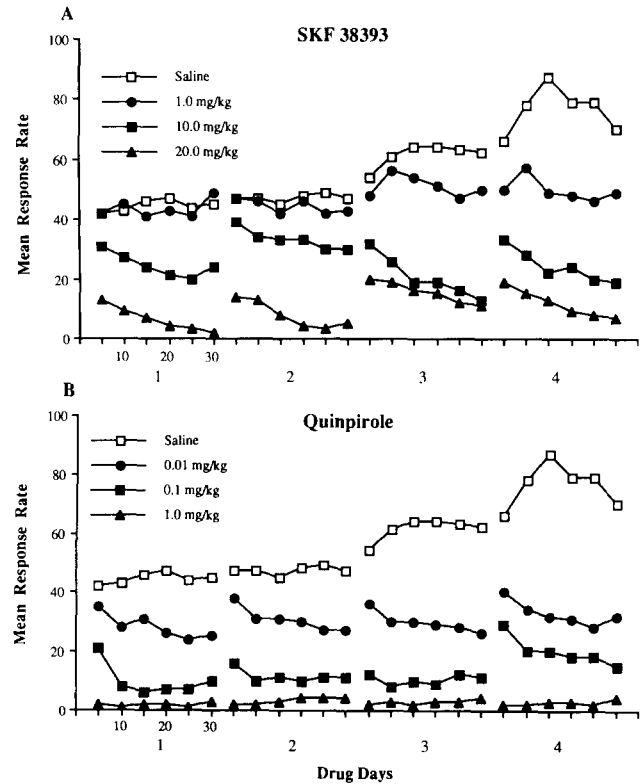 A
SKF 38393
100
80
60
40
20
0
Mean Response Rate
Saline
1.0 mg/kg
10.0 mg/kg
20.0 mg/kg
10 20 30
1 2 3 4
B
Quinpirole
100
80
60
40
20
0
Mean Response Rate
Saline
0.01 mg/kg
0.1 mg/kg
1.0 mg/kg
10 20 30
1 2 3 4
Drug Days